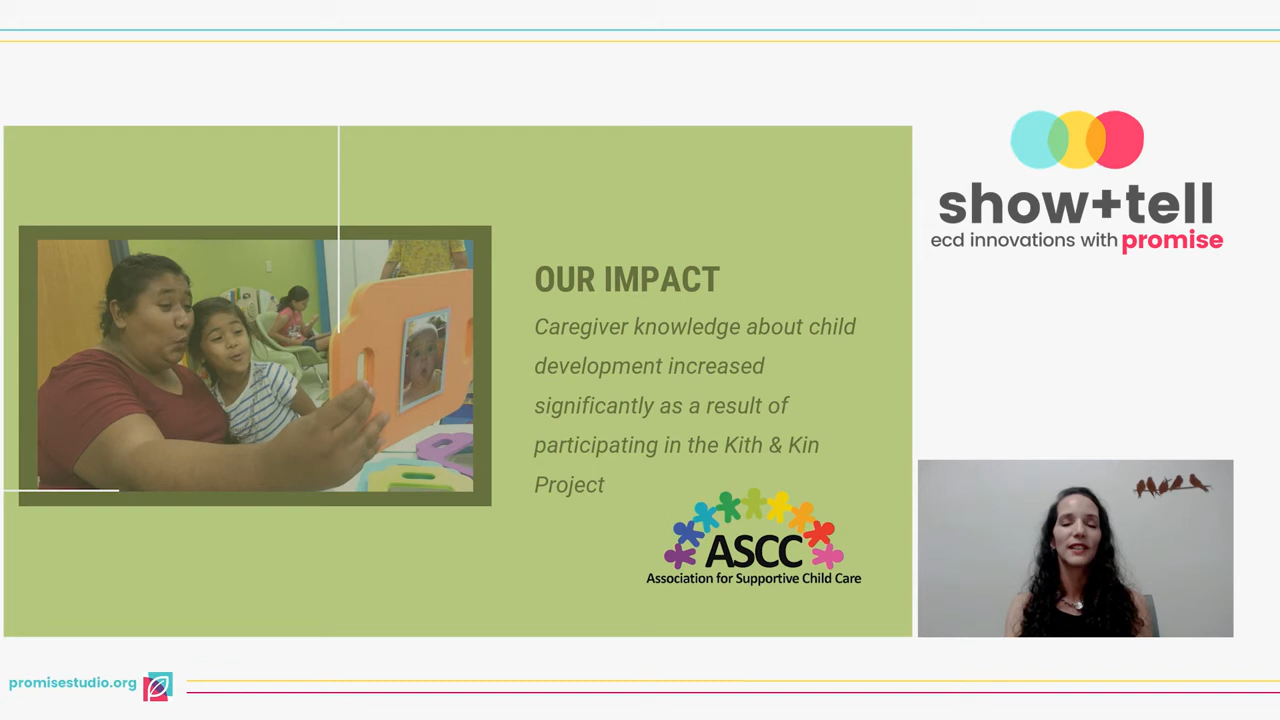 show+tell
ecd innovations with promise
OUR IMPACT
Caregiver knowledge about child
development increased
significantly as a result of
participating in the Kith & Kin
Project
ASCC
Association for Supportive Child Care
promisestudio.org